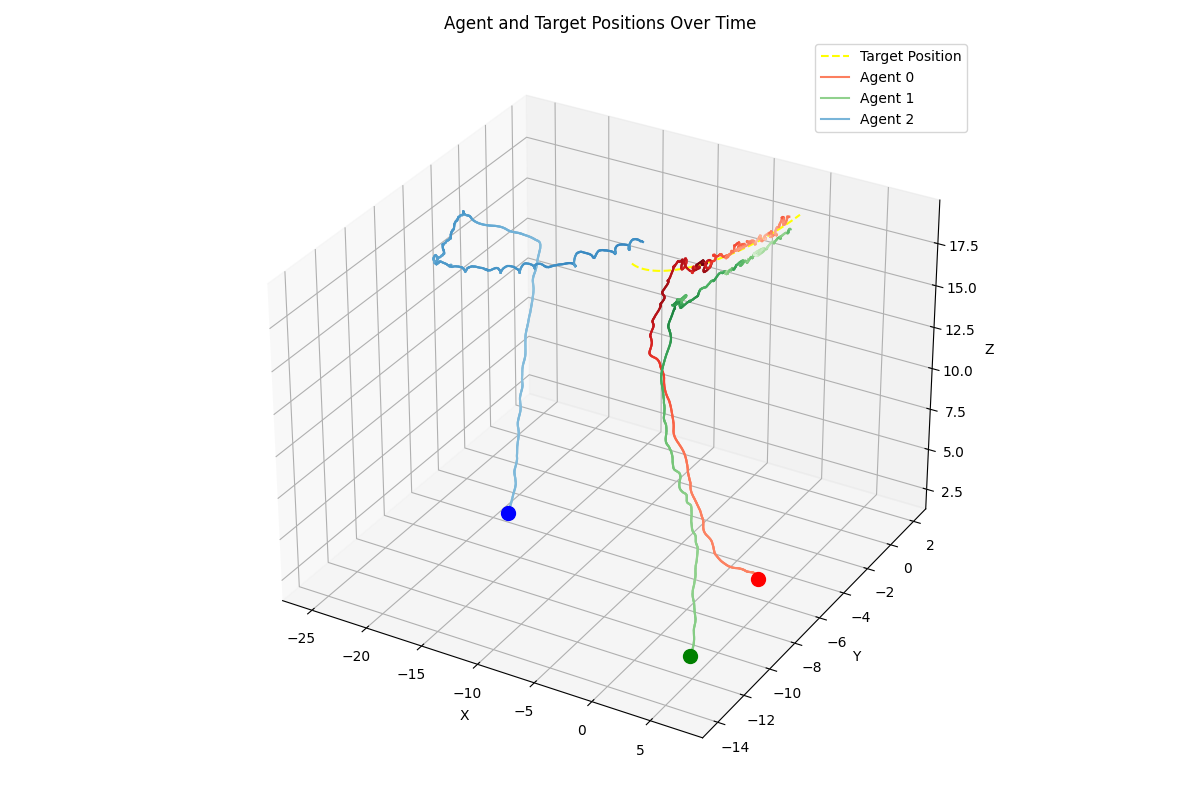 Agent and Target Positions Over Time
Target Position
Agent 0
Agent 1
Agent 2
17.5
15.0
12.5
Z
10.0
7.5
5.0
2.5
2
0
−2
−4
−6
Y
−8
−10
−12
−14
−25
−20
−15
−10
X
−5
0
5